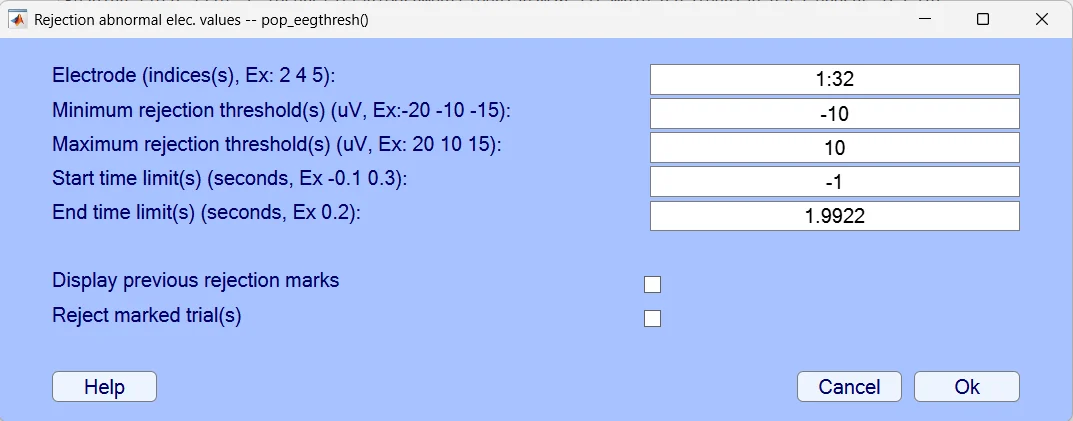 Rejection abnormal elec. values -- pop_eegthresh()
Electrode (indices(s), Ex: 2 4 5):
1:32
Minimum rejection threshold(s) (uV, Ex:-20 -10 -15):
-10
Maximum rejection threshold(s) (uV, Ex: 20 10 15):
10
Start time limit(s) (seconds, Ex -0.1 0.3):
-1
End time limit(s) (seconds, Ex 0.2):
1.9922
Display previous rejection marks
Reject marked trial(s)
Help
Cancel
Ok